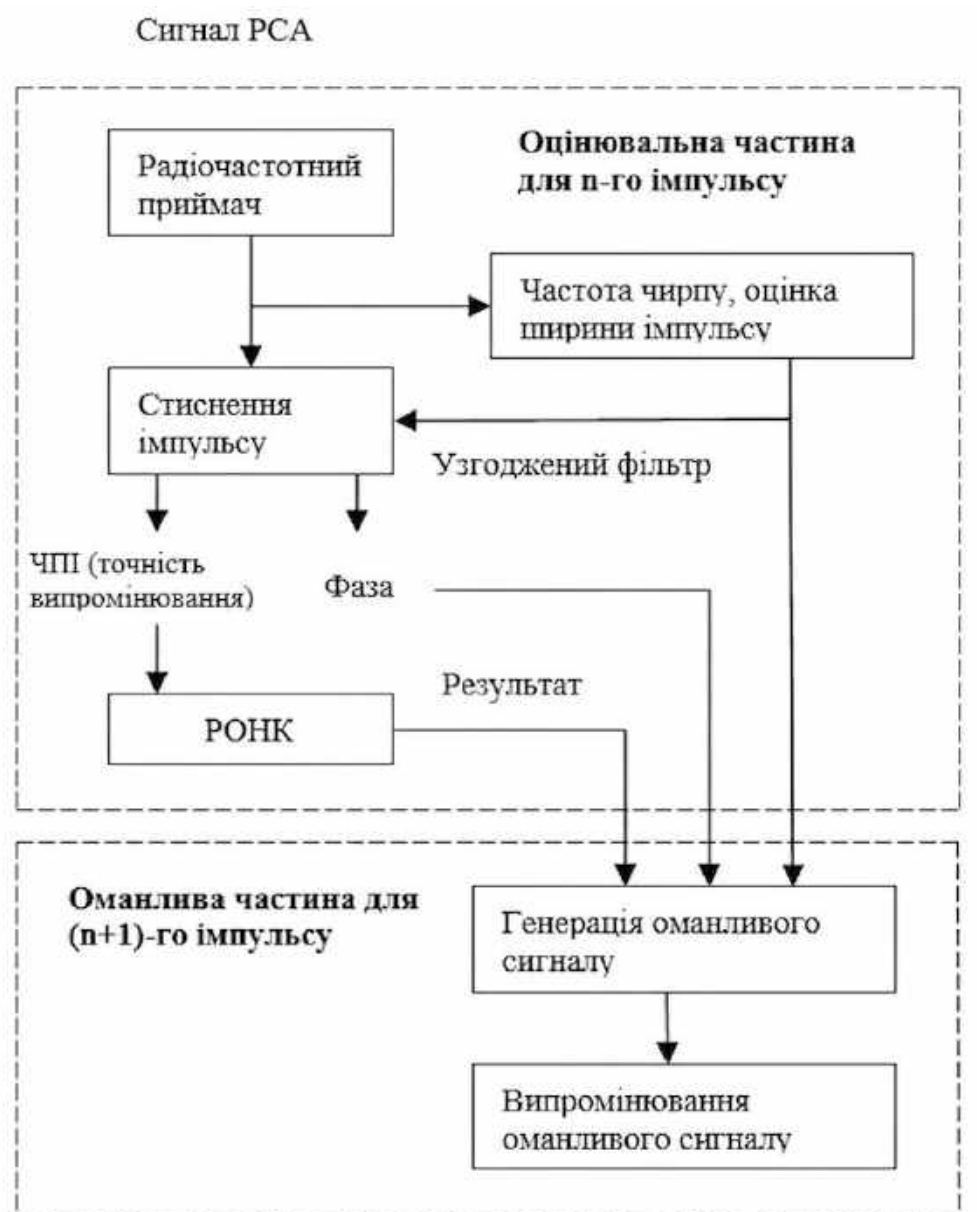 Сигнал РСА
Оцінювальна частина
для n-го імпульсу
Радіочастотний
приймач
Частота чирпу, оцінка
ширини імпульсу
Стиснення
імпульсу
Узгоджений фільтр
ЧПІ (точність
випромінювання)
Фаза
Результат
РОНК
Оманлива частина для
(n+1)-го імпульсу
Генерація оманливого
сигналу
Випромінювання
оманливого сигналу